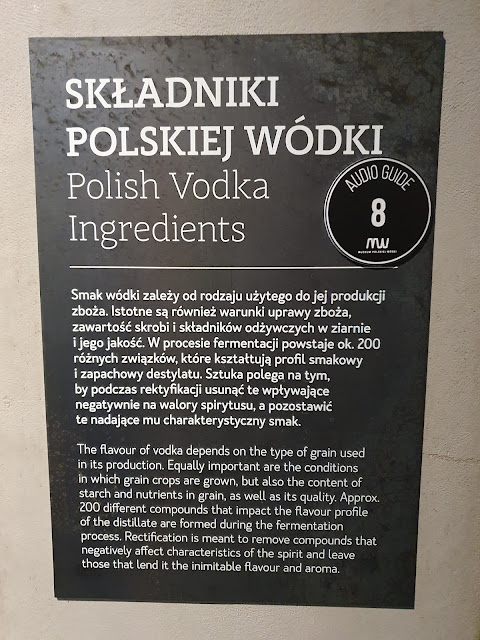 SKŁADNIKI
POLSKIEJ WÓDKI
Polish Vodka
Ingredients
AUDIO GUIDE
8
MW
MUZEUM POLSKIEJ WÓDKI
Smak wódki zależy od rodzaju użytego do jej produkcji
zboża. Istotne są również warunki uprawy zboża,
zawartość skrobi i składników odżywczych w ziarnie
i jego jakość. W procesie fermentacji powstaje ok. 200
różnych związków, które kształtują profil smakowy
i zapachowy destylatu. Sztuka polega na tym,
by podczas rektyfikacji usunąć te wpływające
negatywnie na walory spirytusu, a pozostawić
te nadające mu charakterystyczny smak.
The flavour of vodka depends on the type of grain used
in its production. Equally important are the conditions
in which grain crops are grown, but also the content of
starch and nutrients in grain, as well as its quality. Approx.
200 different compounds that impact the flavour profile
of the distillate are formed during the fermentation
process. Rectification is meant to remove compounds that
negatively affect characteristics of the spirit and leave
those that lend it the inimitable flavour and aroma.